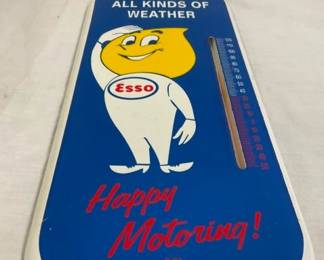 ALL KINDS OF
WEATHER
Esso
Happy
Motoring!